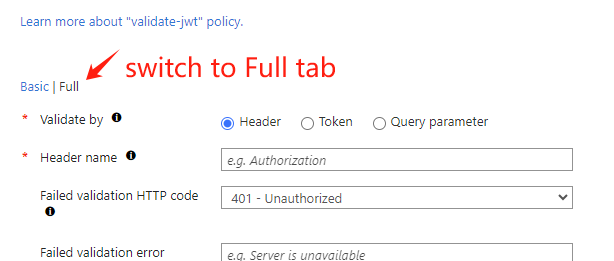 Learn more about "validate-jwt" policy.
switch to Full tab
Basic | Full
* Validate by
Header Token Query parameter
* Header name
e.g. Authorization
Failed validation HTTP code
401 - Unauthorized
Failed validation error
e.g. Server is unavailable